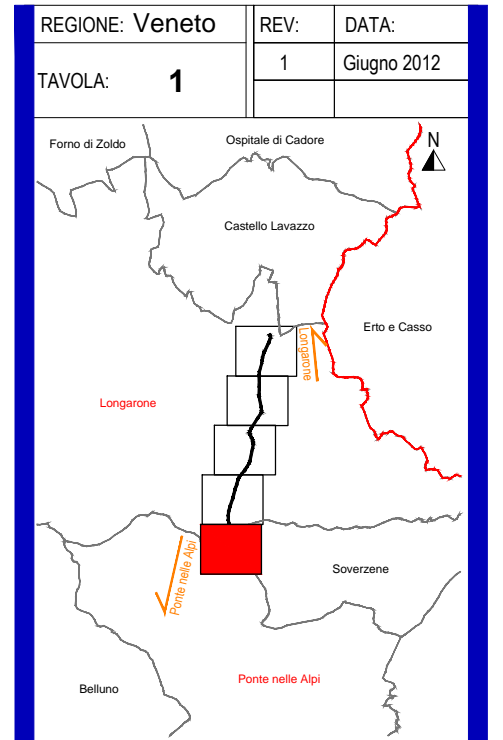 REGIONE: Veneto
REV:
DATA:
TAVOLA: 1
1
Giugno 2012
Forno di Zoldo
Ospitale di Cadore
N
Castello Lavazzo
Erto e Casso
Longarone
Longarone
Ponte nelle Alpi
Soverzene
Belluno
Ponte nelle Alpi